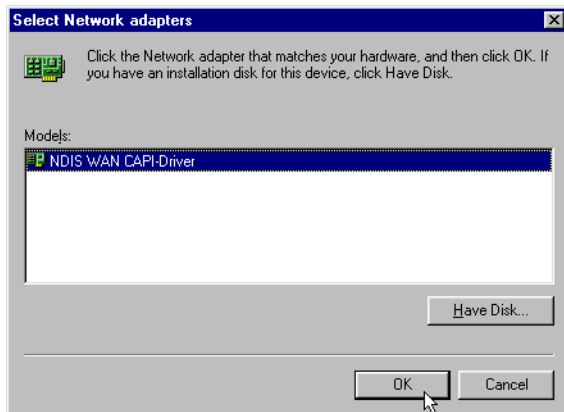 Select Network adapters
Click the Network adapter that matches your hardware, and then click OK. If
you have an installation disk for this device, click Have Disk.
Models:
NDIS WAN CAPI-Driver
Have Disk...
OK
Cancel